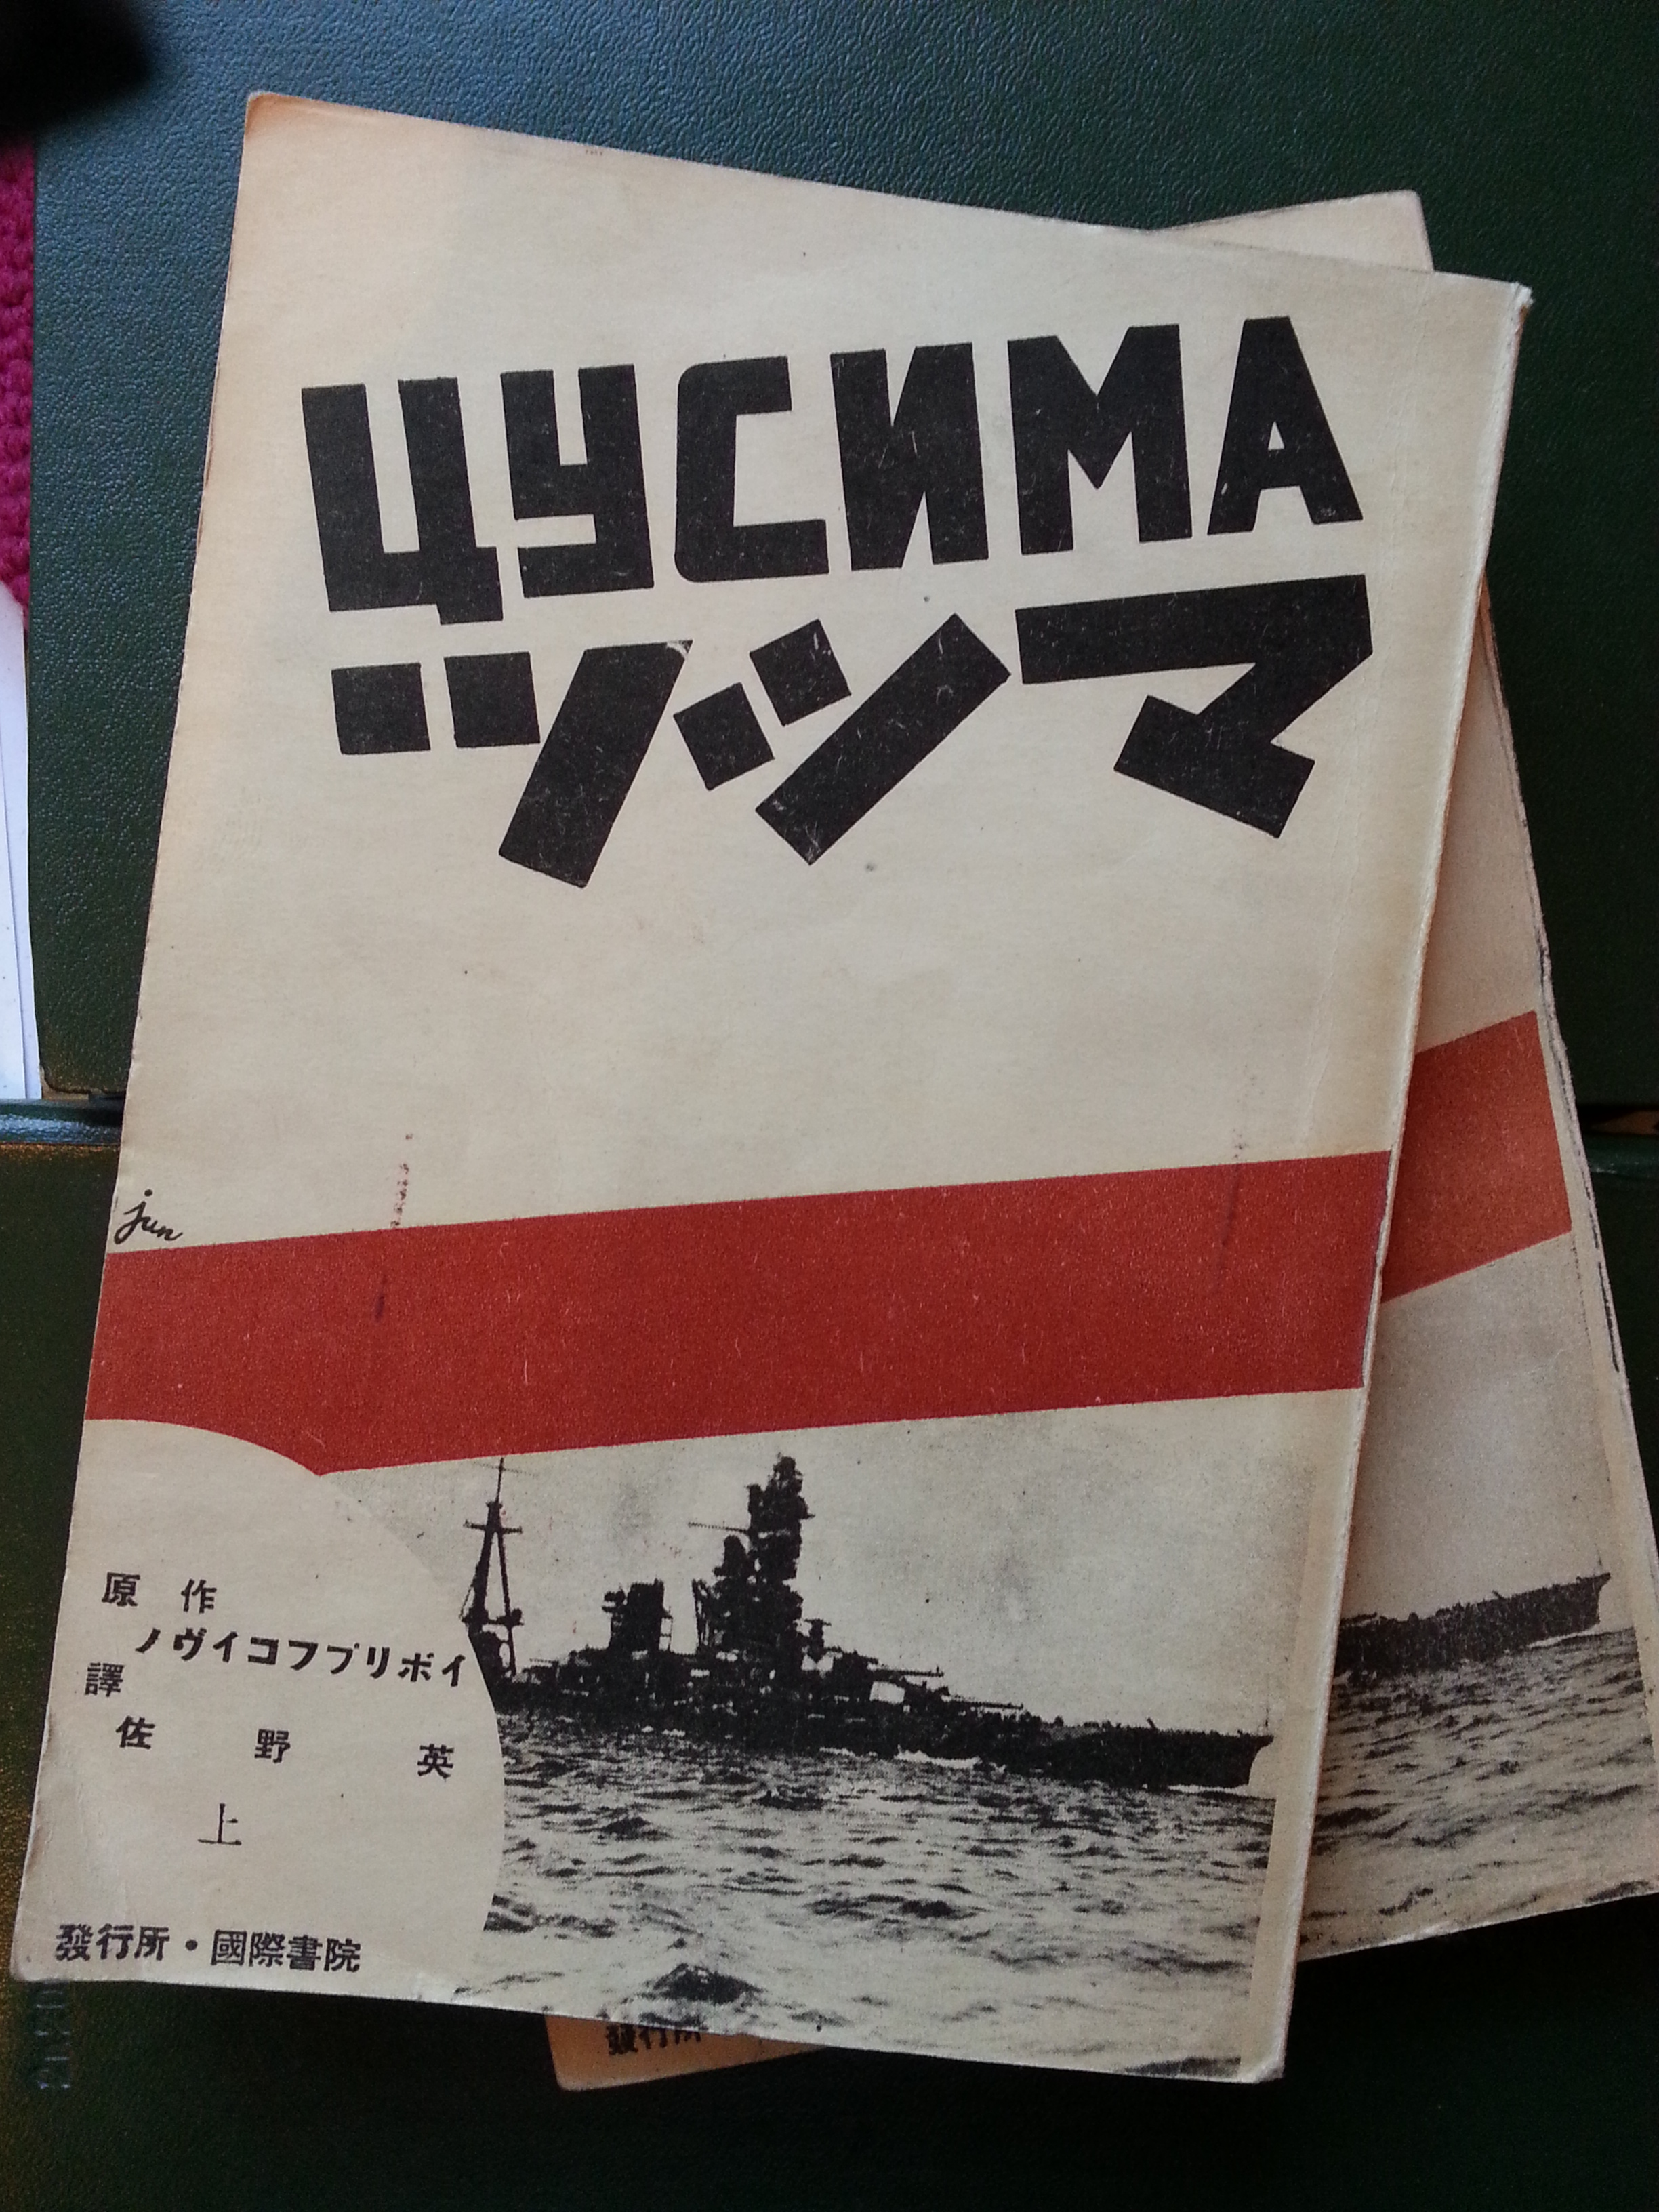 ЦУСИМА
ツシマ
jun
原作
ノヴイコフプリボイ
譯
佐野英
上
發行所・國際書院
發行所